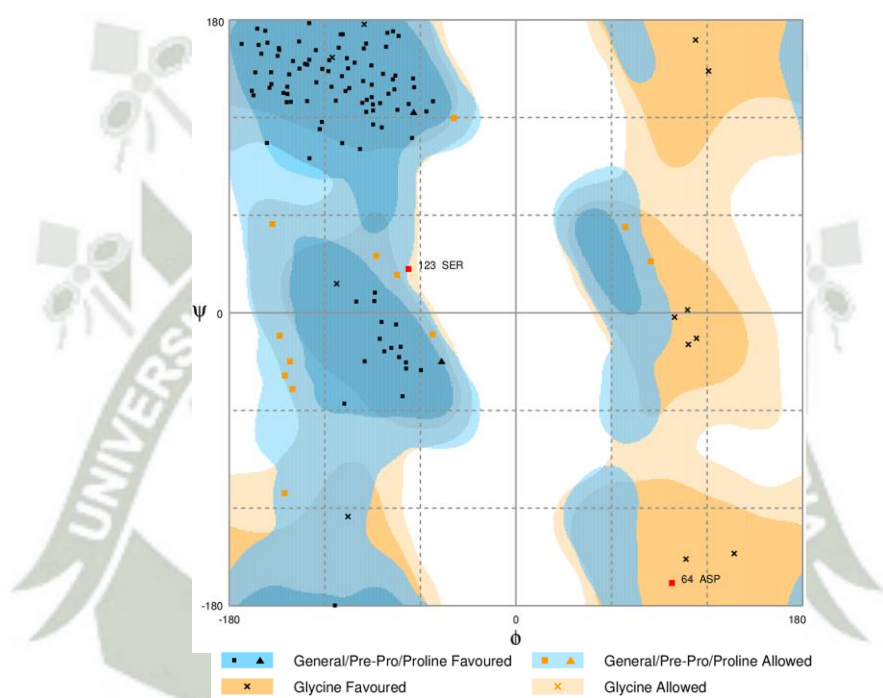 180
123 SER
ψ
0
64 ASP
-180
-180
0
180
ϕ
General/Pre-Pro/Proline Favoured
General/Pre-Pro/Proline Allowed
Glycine Favoured
Glycine Allowed